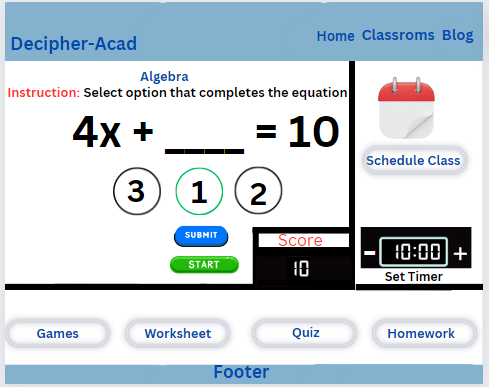 Decipher-Acad
Home Classroms Blog
Algebra
Instruction: Select option that completes the equation
4x + ____ = 10
3 1 2
SUBMIT
START
Score
10
Schedule Class
- 10:00 +
Set Timer
Games Worksheet Quiz Homework
Footer